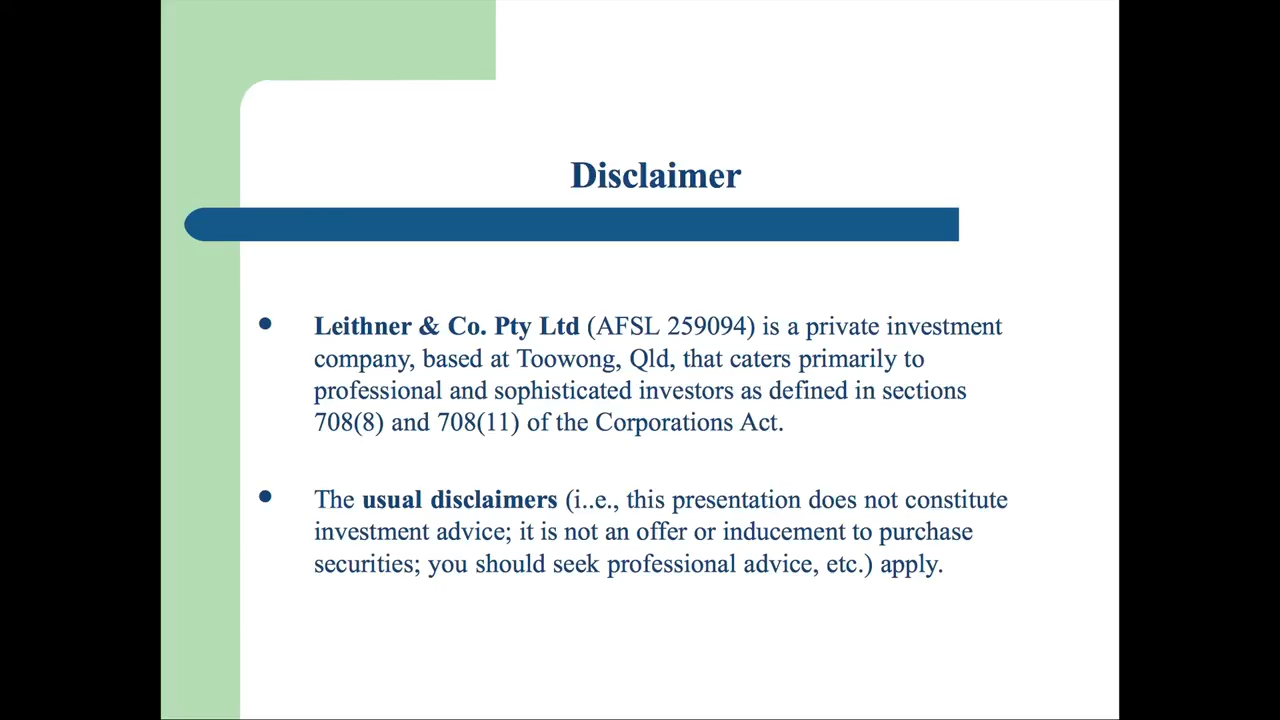 Disclaimer
Leithner & Co. Pty Ltd (AFSL 259094) is a private investment
company, based at Toowong, Qld, that caters primarily to
professional and sophisticated investors as defined in sections
708(8) and 708(11) of the Corporations Act.
The usual disclaimers (i..e., this presentation does not constitute
investment advice; it is not an offer or inducement to purchase
securities; you should seek professional advice, etc.) apply.